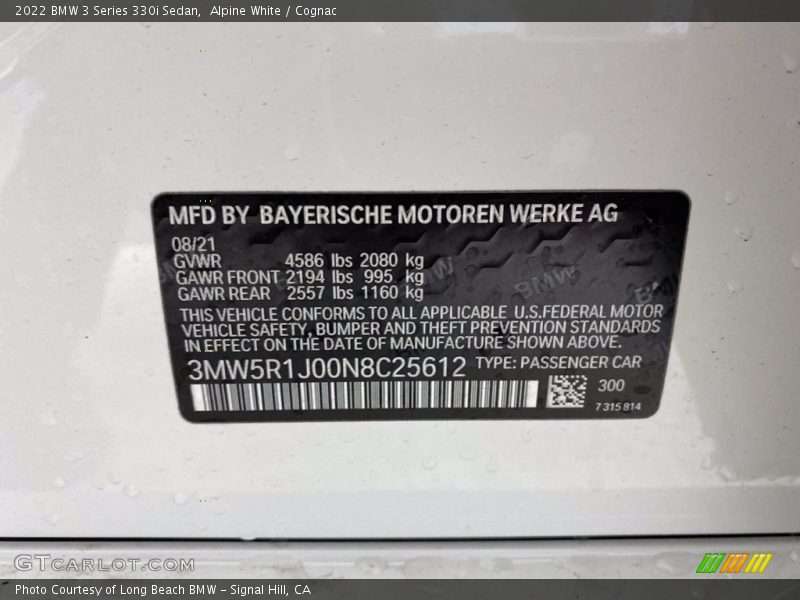 2022 BMW 3 Series 330i Sedan,  Alpine White / Cognac
MFD BY BAYERISCHE MOTOREN WERKE AG
08/21
GVWR 4586 lbs 2080 kg
GAWR FRONT 2194 lbs 995 kg
GAWR REAR 2557 lbs 1160 kg
THIS VEHICLE CONFORMS TO ALL APPLICABLE U.S.FEDERAL MOTOR
VEHICLE SAFETY, BUMPER AND THEFT PREVENTION STANDARDS
IN EFFECT ON THE DATE OF MANUFACTURE SHOWN ABOVE.
3MW5R1J00N8C25612 TYPE: PASSENGER CAR
300
7 315 814
BMW
GTCARLOT.COM
Photo Courtesy of Long Beach BMW – Signal Hill, CA